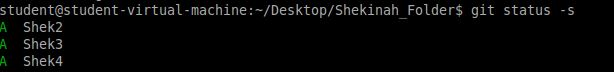 student@student-virtual-machine:~/Desktop/Shekinah_Folder$ git status -s
A  Shek2
A  Shek3
A  Shek4